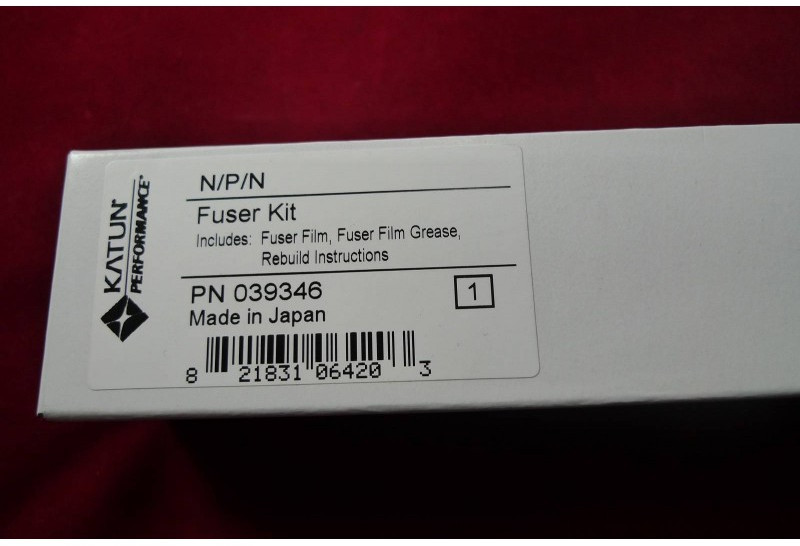 KATUN®
PERFORMANCE™
N/P/N
Fuser Kit
Includes: Fuser Film, Fuser Film Grease,
Rebuild Instructions
PN 039346
1
Made in Japan
8 21831 06420 3